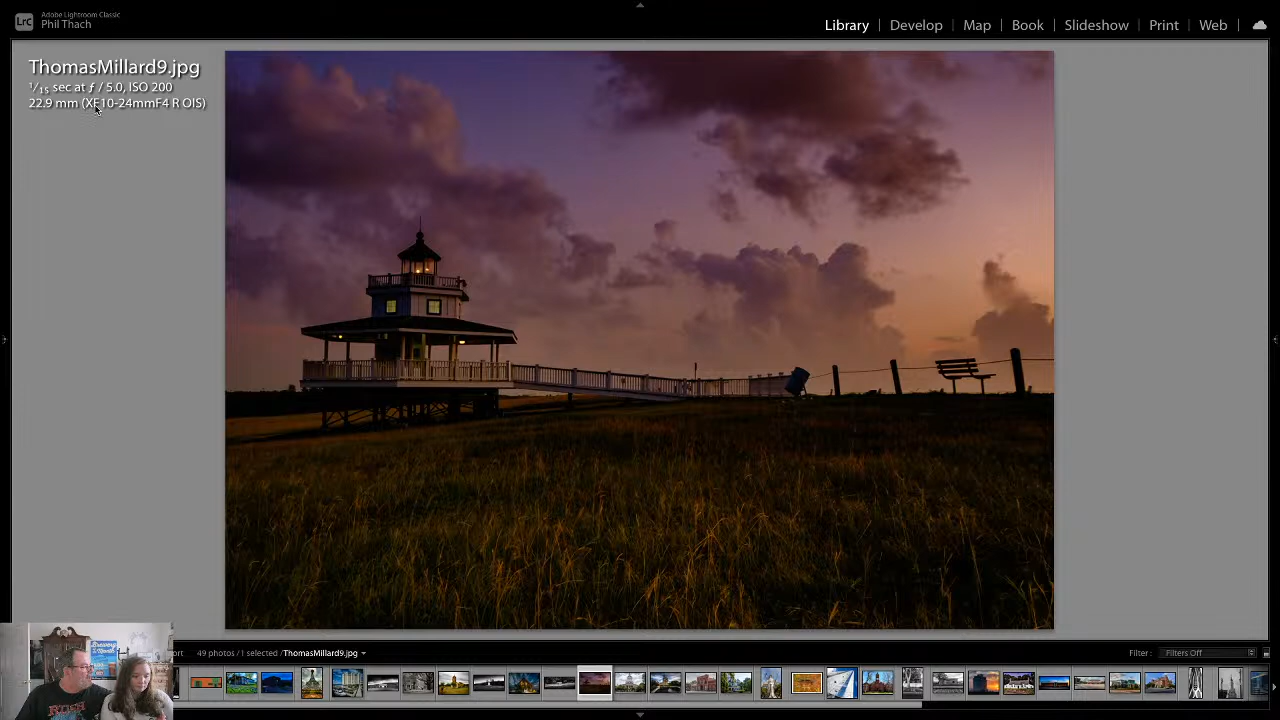 Lrc
Adobe Lightroom Classic
Phil Thach
Library | Develop | Map | Book | Slideshow | Print | Web |
ThomasMillard9.jpg
1/15 sec at ƒ / 5.0, ISO 200
22.9 mm (XF10-24mmF4 R OIS)
ort
49 photos / 1 selected / ThomasMillard9.jpg
Filter :
Filters Off
RUSH